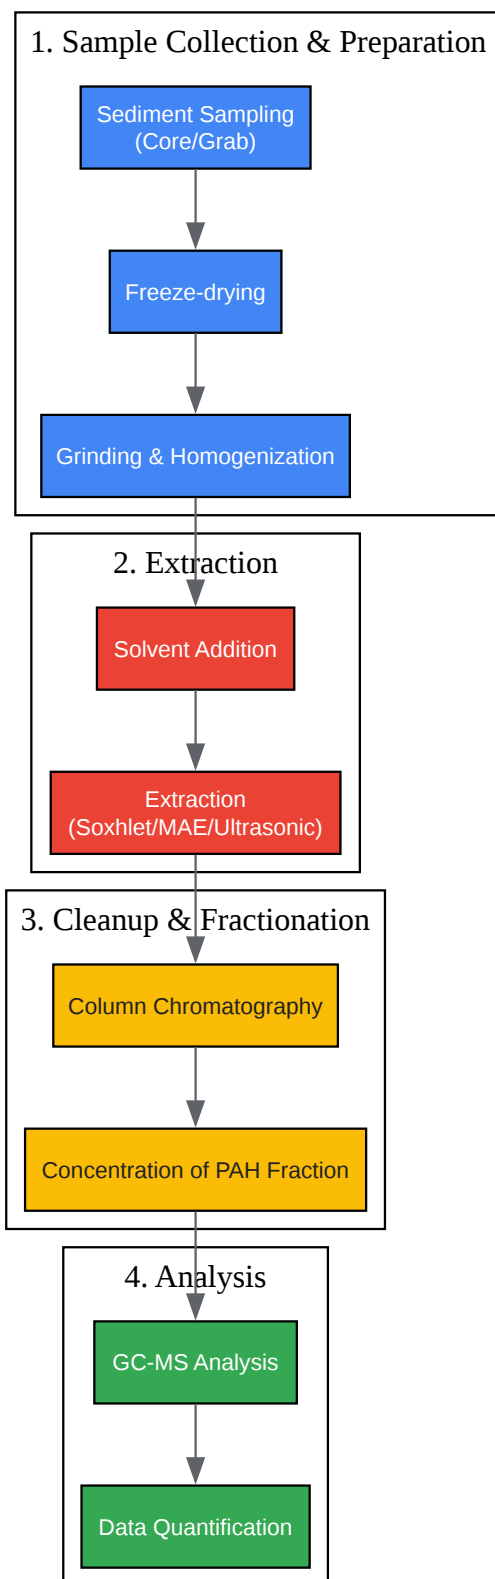 1. Sample Collection & Preparation
Sediment Sampling
(Core/Grab)
Freeze-drying
Grinding & Homogenization
2. Extraction
Solvent Addition
Extraction
(Soxhlet/MAE/Ultrasonic)
3. Cleanup & Fractionation
Column Chromatography
Concentration of PAH Fraction
4. Analysis
GC-MS Analysis
Data Quantification